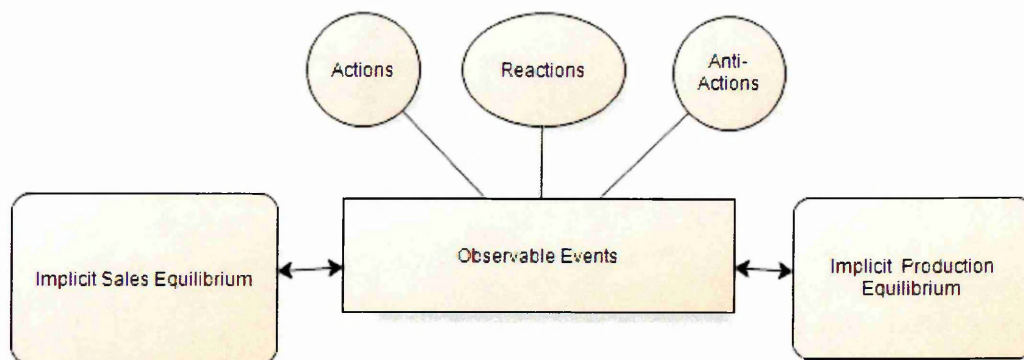 Actions
Reactions
Anti-
Actions
Implicit Sales Equilibrium
Observable Events
Implicit Production
Equilibrium